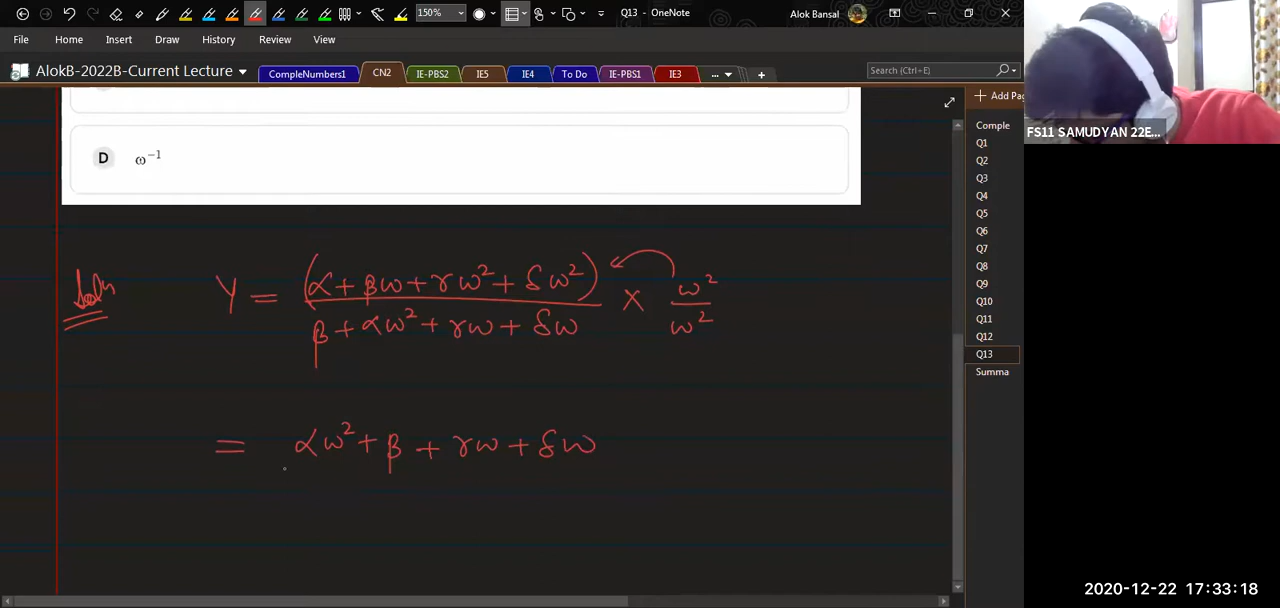 150%
Q13 - OneNote
Alok Bansal
File Home Insert Draw History Review View
AlokB-2022B-Current Lecture CompleNumbers1 CN2 IE-PBS2 IE5 IE4 To Do IE-PBS1 IE3 ...
Search (Ctrl+E)
FS11 SAMUDYAN 22E...
Add Pag
Comple
Q1
Q2
Q3
Q4
Q5
Q6
Q7
Q8
Q9
Q10
Q11
Q12
Q13
Summa
D ω⁻¹
Soln
Y = (α + βω + γω² + δω²) / (β + αω² + γω + δω) × ω² / ω²
= αω² + β + γω + δω
2020-12-22 17:33:18